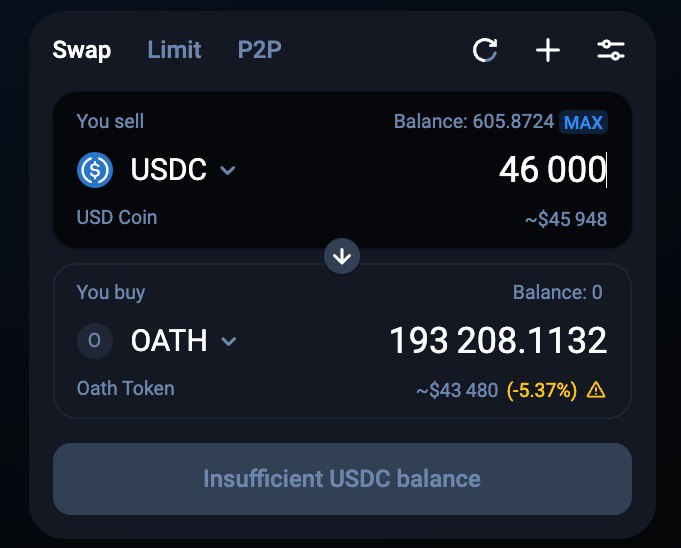 Swap Limit P2P
You sell Balance: 605.8724 MAX
USDC 46 000
USD Coin ~$45 948
You buy Balance: 0
O OATH 193 208.1132
Oath Token ~$43 480 (-5.37%)
Insufficient USDC balance